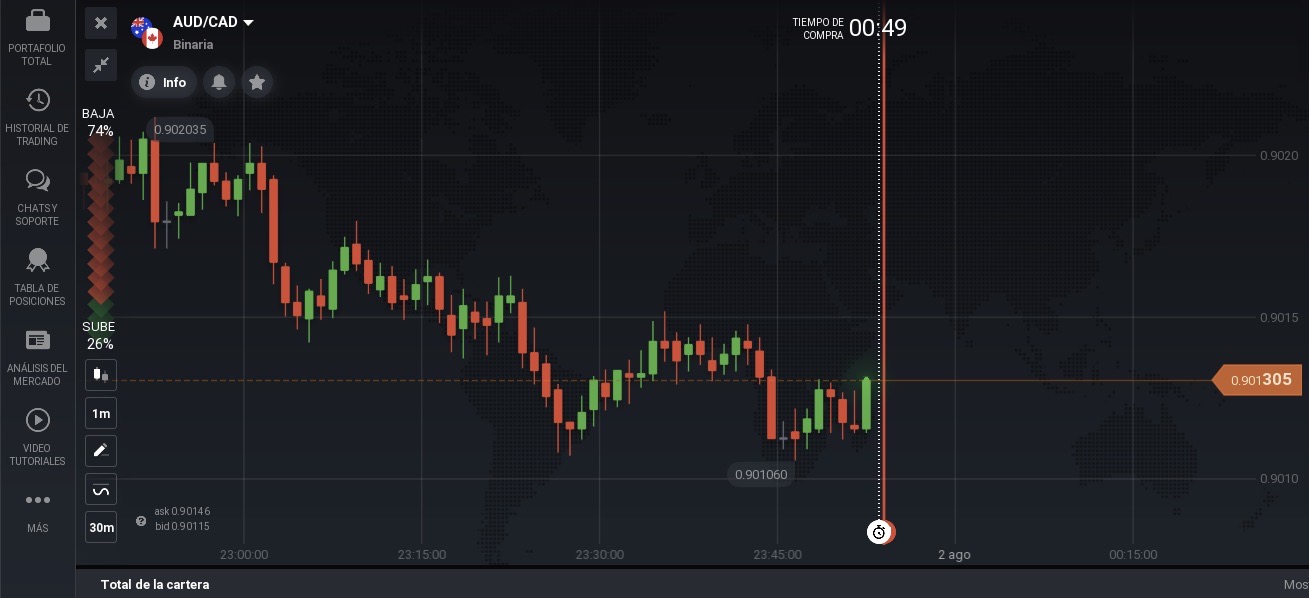 PORTAFOLIO
TOTAL
HISTORIAL DE
TRADING
CHATS Y
SOPORTE
TABLA DE
POSICIONES
ANÁLISIS DEL
MERCADO
VIDEO
TUTORIALES
MÁS
AUD/CAD
Binaria
Info
TIEMPO DE
COMPRA
00:49
BAJA
74%
0.902035
SUBE
26%
1m
30m
ask 0.90146
bid 0.90115
0.901060
0.9020
0.9015
0.901305
0.9010
23:00:00
23:15:00
23:30:00
23:45:00
2 ago
00:15:00
Total de la cartera
Mos